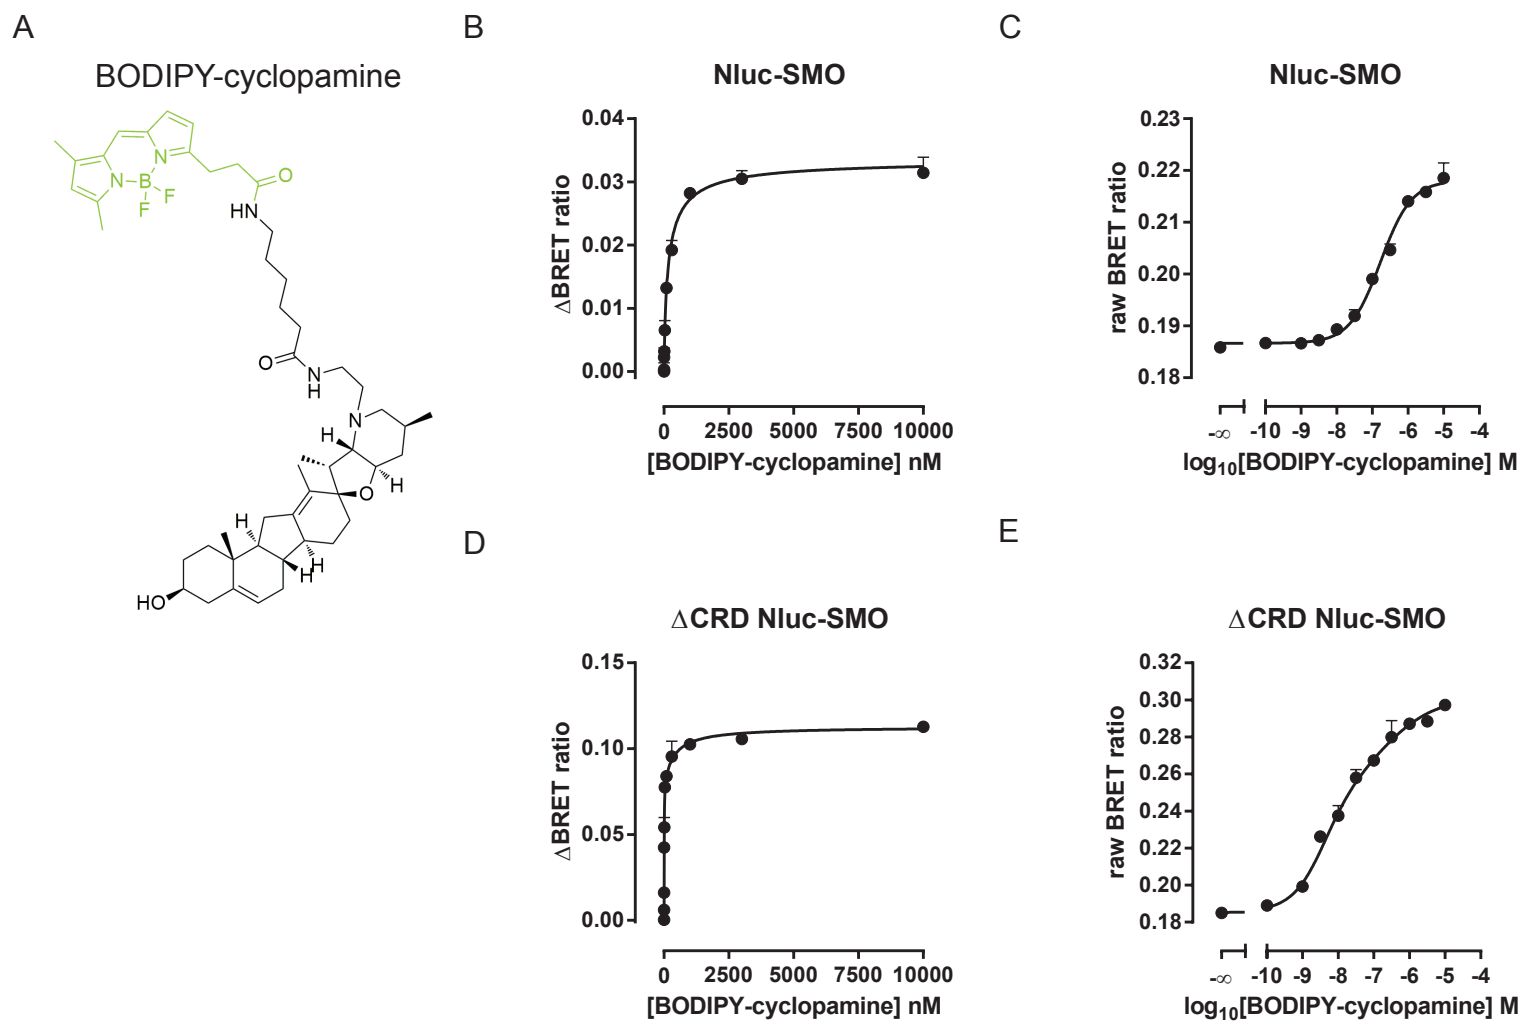 A
BODIPY-cyclopamine
N
N
B
F
F
O
HN
O
N
H
N
H
H
O
H
H
H
HO
B
Nluc-SMO
0.04
0.03
0.02
0.01
0.00
ΔBRET ratio
0 2500 5000 7500 10000
[BODIPY-cyclopamine] nM
C
Nluc-SMO
0.23
0.22
0.21
0.20
0.19
0.18
raw BRET ratio
-∞ -10 -9 -8 -7 -6 -5 -4
log₁₀[BODIPY-cyclopamine] M
D
ΔCRD Nluc-SMO
0.15
0.10
0.05
0.00
ΔBRET ratio
0 2500 5000 7500 10000
[BODIPY-cyclopamine] nM
E
ΔCRD Nluc-SMO
0.32
0.30
0.28
0.26
0.24
0.22
0.20
0.18
raw BRET ratio
-∞ -10 -9 -8 -7 -6 -5 -4
log₁₀[BODIPY-cyclopamine] M